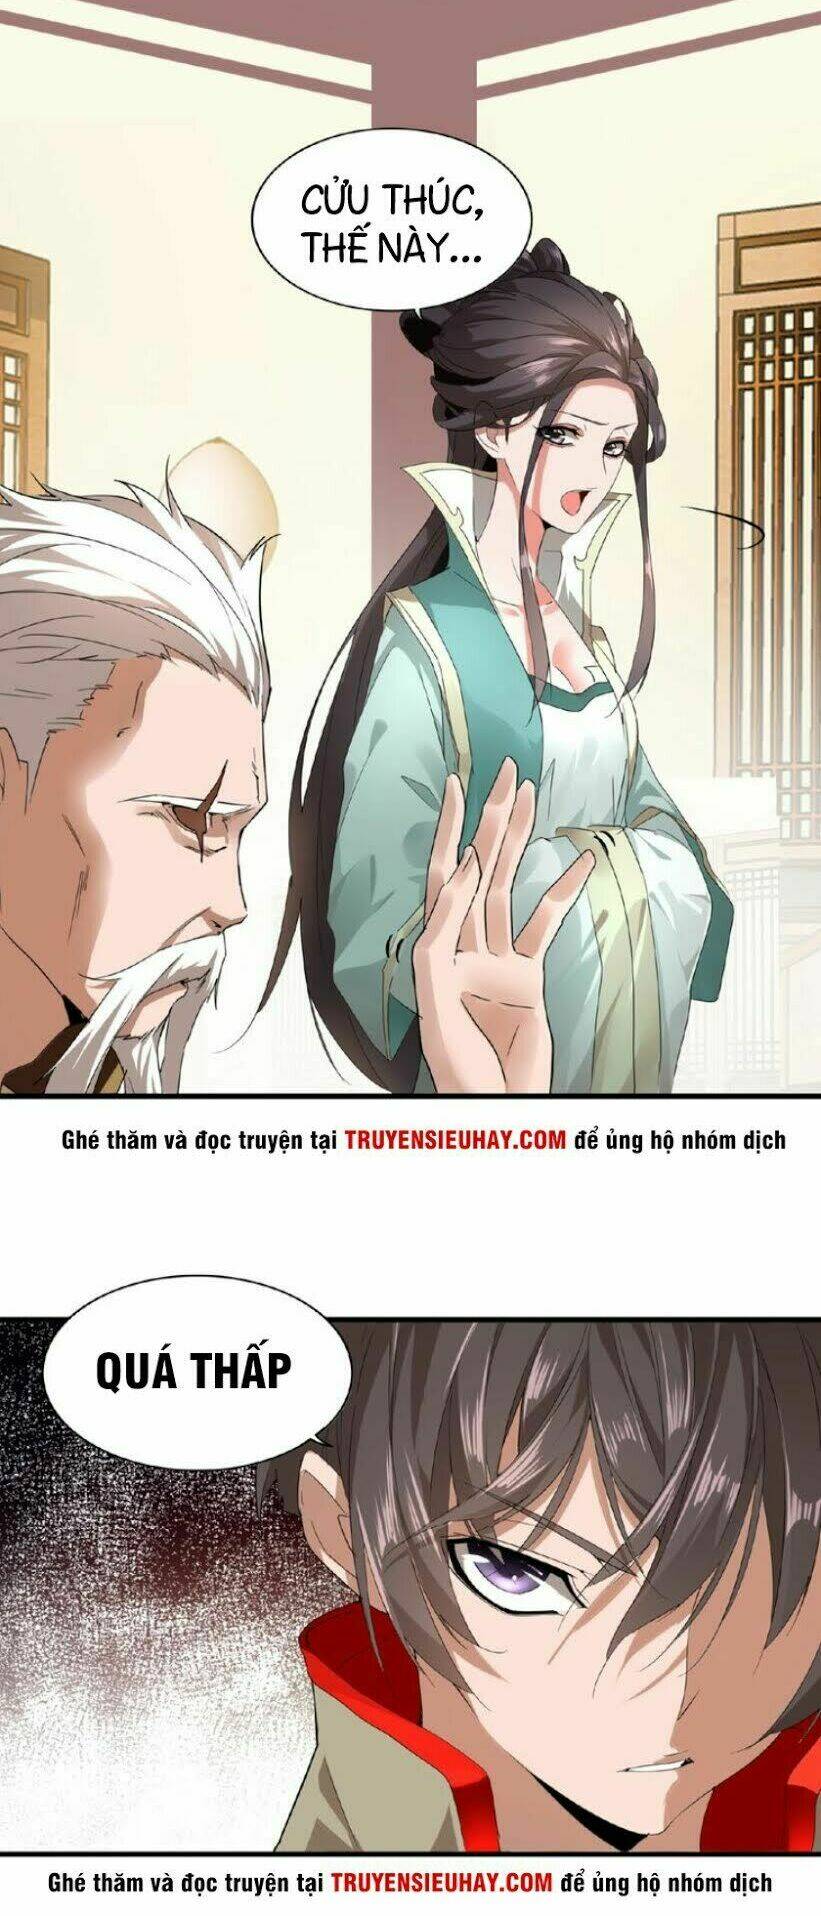 CỬU THÚC,
THẾ NÀY...
Ghé thăm và đọc truyện tại TRUYENSIEUHAY.COM để ủng hộ nhóm dịch
QUÁ THẤP
Ghé thăm và đọc truyện tại TRUYENSIEUHAY.COM để ủng hộ nhóm dịch